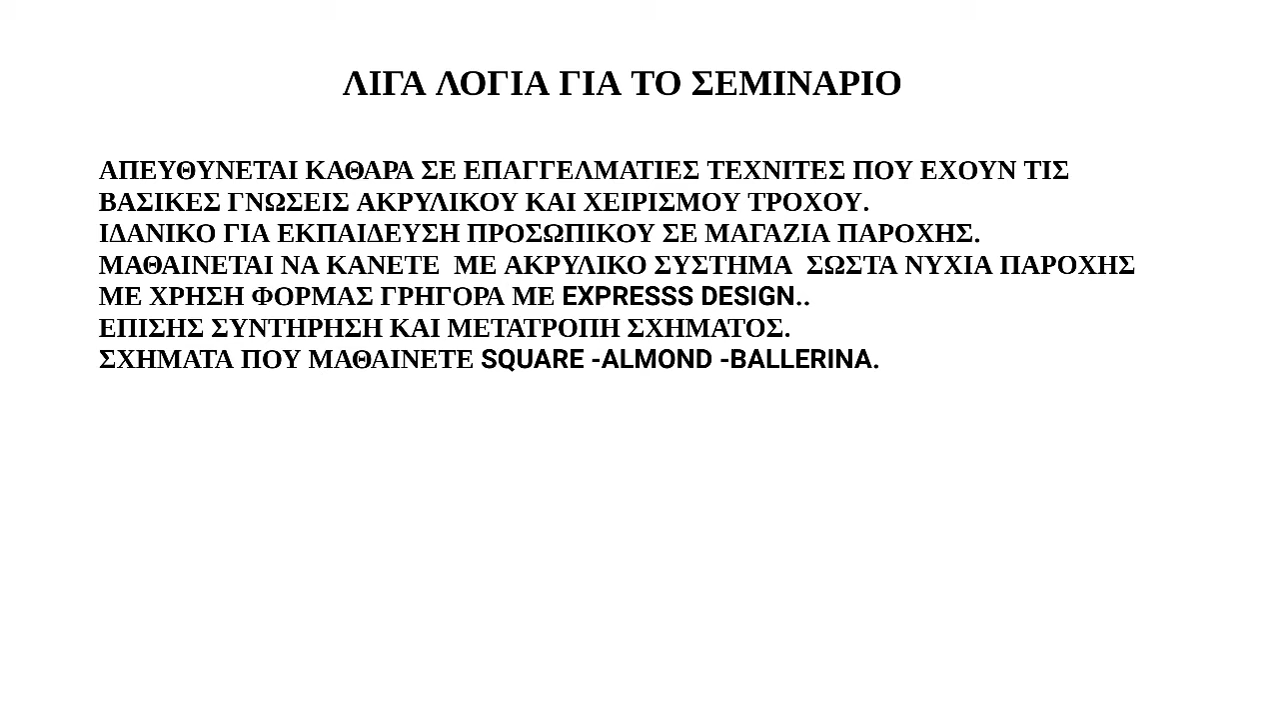 ΛΙΓΑ ΛΟΓΙΑ ΓΙΑ ΤΟ ΣΕΜΙΝΑΡΙΟ
ΑΠΕΥΘΥΝΕΤΑΙ ΚΑΘΑΡΑ ΣΕ ΕΠΑΓΓΕΛΜΑΤΙΕΣ ΤΕΧΝΙΤΕΣ ΠΟΥ ΕΧΟΥΝ ΤΙΣ
ΒΑΣΙΚΕΣ ΓΝΩΣΕΙΣ ΑΚΡΥΛΙΚΟΥ ΚΑΙ ΧΕΙΡΙΣΜΟΥ ΤΡΟΧΟΥ.
ΙΔΑΝΙΚΟ ΓΙΑ ΕΚΠΑΙΔΕΥΣΗ ΠΡΟΣΩΠΙΚΟΥ ΣΕ ΜΑΓΑΖΙΑ ΠΑΡΟΧΗΣ.
ΜΑΘΑΙΝΕΤΑΙ ΝΑ ΚΑΝΕΤΕ  ΜΕ ΑΚΡΥΛΙΚΟ ΣΥΣΤΗΜΑ  ΣΩΣΤΑ ΝΥΧΙΑ ΠΑΡΟΧΗΣ
ΜΕ ΧΡΗΣΗ ΦΟΡΜΑΣ ΓΡΗΓΟΡΑ ΜΕ EXPRESSS DESIGN..
ΕΠΙΣΗΣ ΣΥΝΤΗΡΗΣΗ ΚΑΙ ΜΕΤΑΤΡΟΠΗ ΣΧΗΜΑΤΟΣ.
ΣΧΗΜΑΤΑ ΠΟΥ ΜΑΘΑΙΝΕΤΕ SQUARE -ALMOND -BALLERINA.